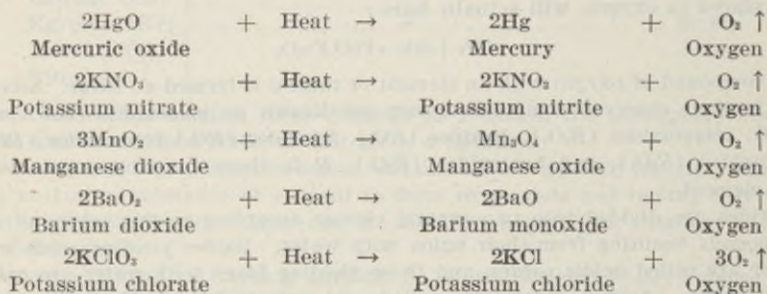 2HgO + Heat → 2Hg + O₂ ↑
Mercuric oxide Mercury Oxygen
2KNO₃ + Heat → 2KNO₂ + O₂ ↑
Potassium nitrate Potassium nitrite Oxygen
3MnO₂ + Heat → Mn₃O₄ + O₂ ↑
Manganese dioxide Manganese oxide Oxygen
2BaO₂ + Heat → 2BaO + O₂ ↑
Barium dioxide Barium monoxide Oxygen
2KClO₃ + Heat → 2KCl + 3O₂ ↑
Potassium chlorate Potassium chloride Oxygen